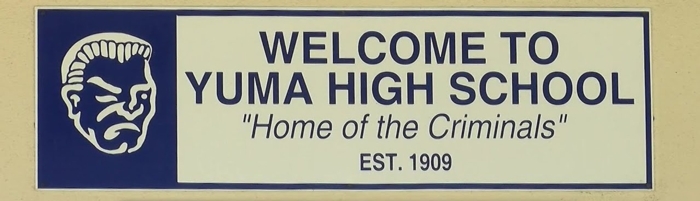 WELCOME TO
YUMA HIGH SCHOOL
"Home of the Criminals"
EST. 1909